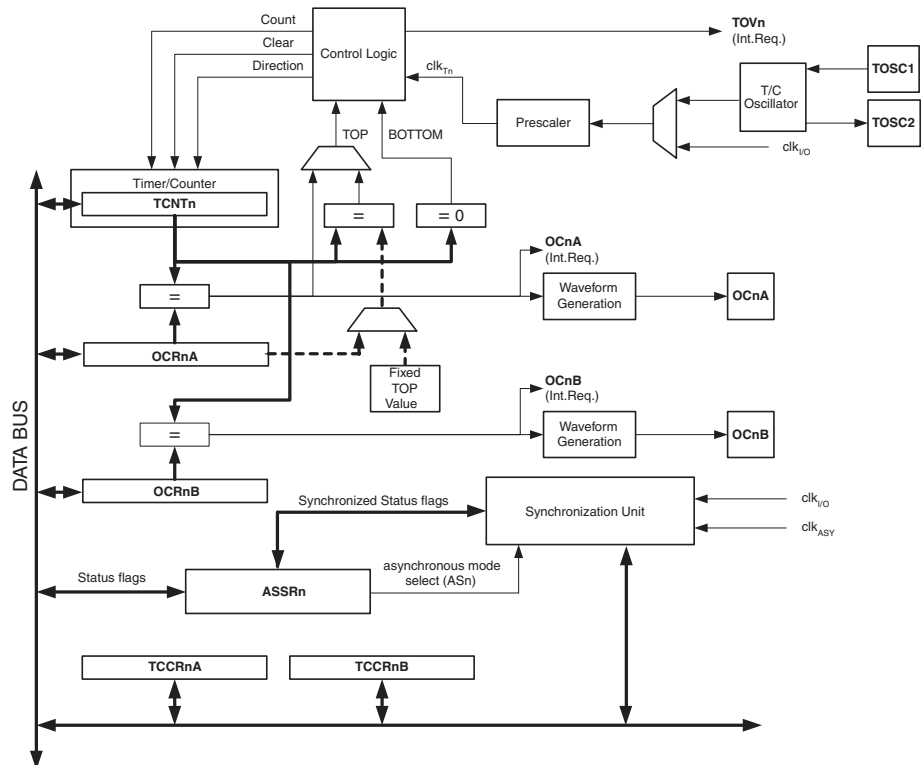 Count
Clear
Direction
Control Logic
TOVn
(Int.Req.)
clkTn
TOSC1
T/C
Oscillator
Prescaler
TOSC2
clkI/O
TOP
BOTTOM
Timer/Counter
TCNTn
=
= 0
OCnA
(Int.Req.)
=
Waveform
Generation
OCnA
OCRnA
Fixed
TOP
Value
OCnB
(Int.Req.)
=
Waveform
Generation
OCnB
DATA BUS
OCRnB
Synchronized Status flags
Synchronization Unit
clkI/O
clkASY
Status flags
ASSRn
asynchronous mode
select (ASn)
TCCRnA
TCCRnB